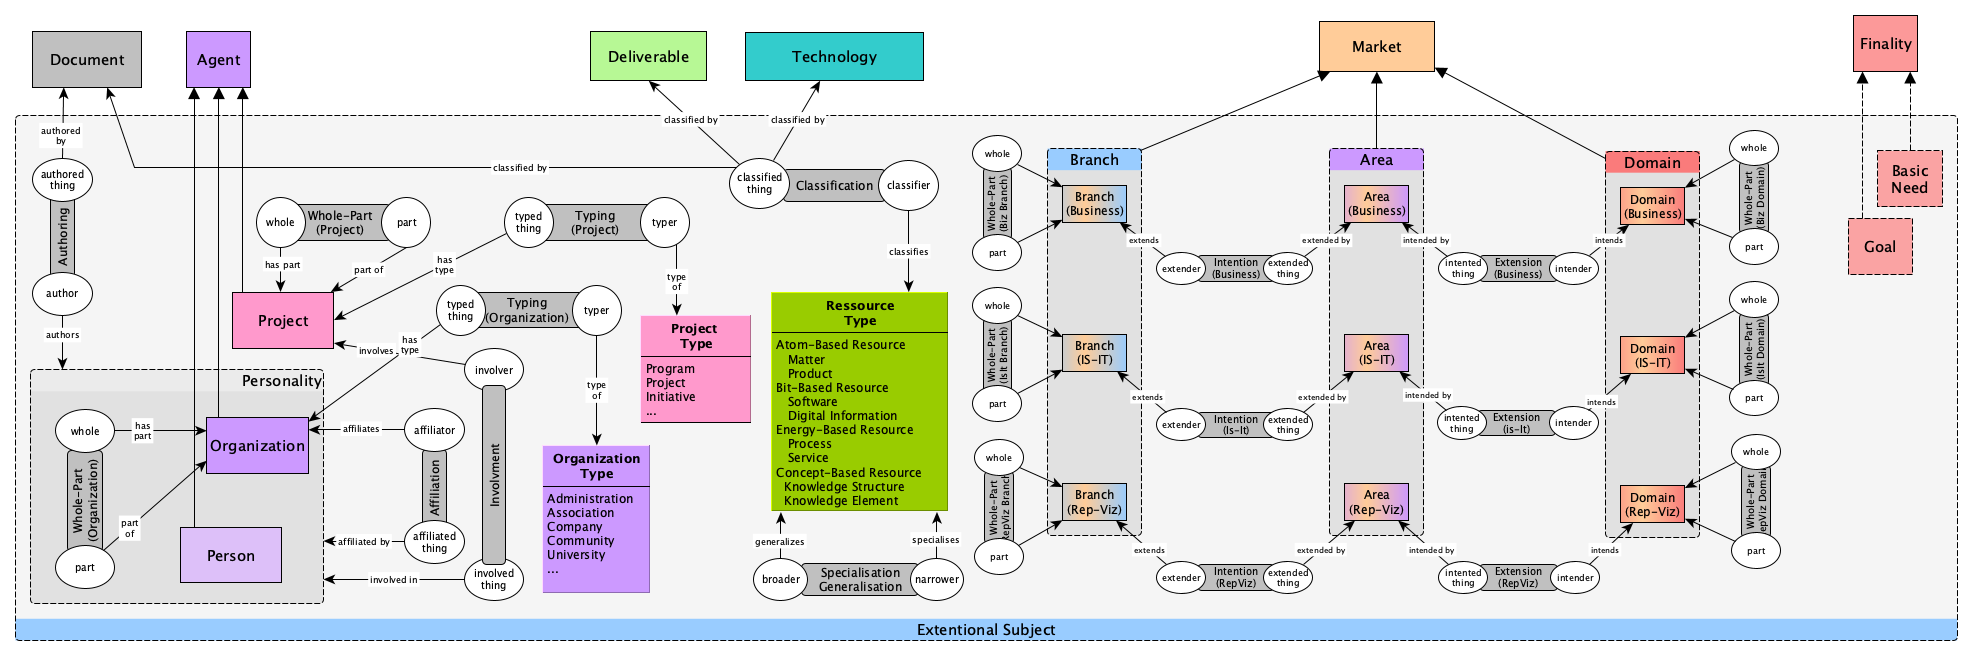 Document
Agent
Deliverable
Technology
Market
Finality
authored
by
classified by
classified by
classified by
authored
thing
Authoring
author
authors
whole
Whole-Part
(Project)
part
has part
part of
Project
typed
thing
Typing
(Project)
typer
has
type
type
of
typed
thing
Typing
(Organization)
typer
has
type
type
of
classified
thing
Classification
classifier
classifies
involves
involver
Involvment
involved
thing
involved in
Personality
whole
Whole-Part
(Organization)
part
has
part
part
of
Organization
Person
affiliates
affiliator
Affiliation
affiliated
thing
affiliated by
Project
Type
Program
Project
Initiative
...
Organization
Type
Administration
Association
Company
Community
University
...
Ressource
Type
Atom-Based Resource
Matter
Product
Bit-Based Resource
Software
Digital Information
Energy-Based Resource
Process
Service
Concept-Based Resource
Knowledge Structure
Knowledge Element
generalizes
specialises
broader
Specialisation
Generalisation
narrower
whole
Whole-Part
(Biz Branch)
part
whole
Whole-Part
(IsIt Branch)
part
whole
Whole-Part
RepViz Branch
part
Branch
Branch
(Business)
Branch
(IS-IT)
Branch
(Rep-Viz)
extends
extender
Intention
(Business)
extended
thing
extended by
extends
extender
Intention
(Is-It)
extended
thing
extended by
extends
extender
Intention
(RepViz)
extended
thing
extended by
Area
Area
(Business)
Area
(IS-IT)
Area
(Rep-Viz)
intended by
intented
thing
Extension
(Business)
intender
intends
intended by
intented
thing
Extension
(is-It)
intender
intends
intended by
intented
thing
Extension
(RepViz)
intender
intends
Domain
Domain
(Business)
Domain
(IS-IT)
Domain
(Rep-Viz)
whole
Whole-Part
(Biz Domain)
part
whole
Whole-Part
(IsIt Domain)
part
whole
Whole-Part
epViz Domai
part
Basic
Need
Goal
Extentional Subject